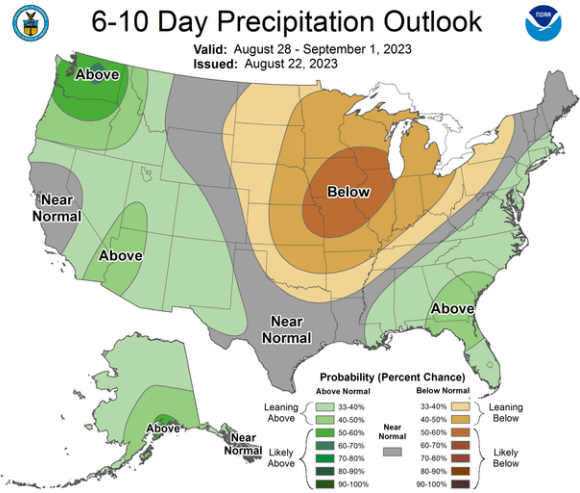 6-10 Day Precipitation Outlook
NOAA
Valid: August 28 - September 1, 2023
Issued: August 22, 2023
Above
Near
Normal
Below
Above
Above
Near
Normal
Above
Near
Normal
Probability (Percent Chance)
Above Normal
Below Normal
Leaning
Above
33-40%
40-50%
Likely
Above
50-60%
60-70%
70-80%
80-90%
90-100%
Near
Normal
33-40%
40-50%
Leaning
Below
50-60%
60-70%
70-80%
80-90%
90-100%
Likely
Below